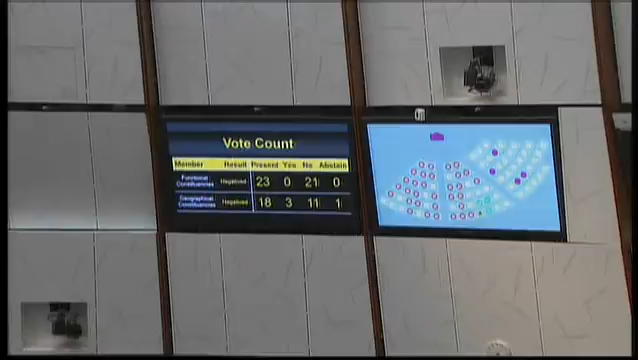 Vote Count
Member Result Present Yes No Abstain
Functional Constituencies Negatived 23 0 21 0
Geographical Constituencies Negatived 18 3 11 1